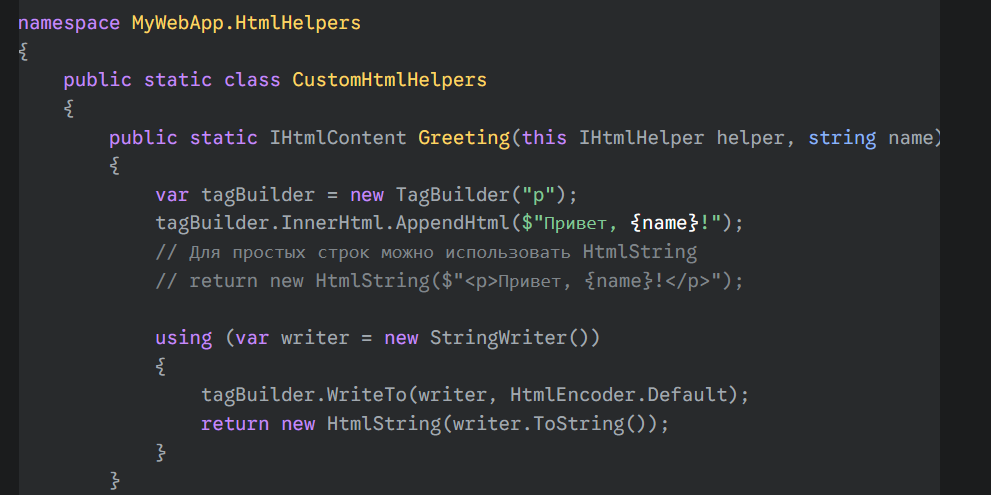 namespace MyWebApp.HtmlHelpers
{
    public static class CustomHtmlHelpers
    {
        public static IHtmlContent Greeting(this IHtmlHelper helper, string name)
        {
            var tagBuilder = new TagBuilder("p");
            tagBuilder.InnerHtml.AppendHtml($"Привет, {name}!");
            // Для простых строк можно использовать HtmlString
            // return new HtmlString($"<p>Привет, {name}!</p>");

            using (var writer = new StringWriter())
            {
                tagBuilder.WriteTo(writer, HtmlEncoder.Default);
                return new HtmlString(writer.ToString());
            }
        }